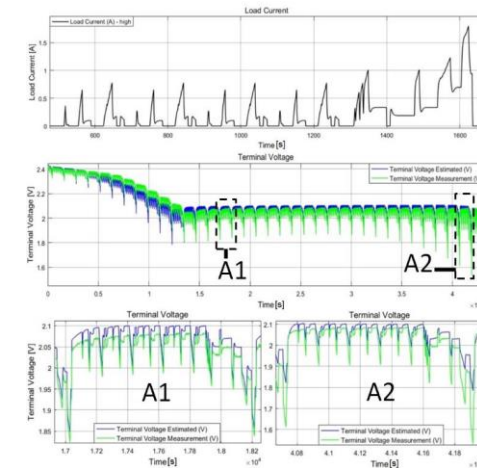 Load Current
Load Current (A) - high
Load Current [A]
1.5
1
0.5
0
600
800
1000
1200
1400
1600
Time[s]
Terminal Voltage
Terminal Voltage Estimated (V)
Terminal Voltage Measurement (V)
Terminal Voltage [V]
2.4
2.2
2
1.8
1.6
A1
A2
0
0.5
1
1.5
2
2.5
3
3.5
4
Time[s]
Terminal Voltage
Terminal Voltage
Terminal Voltage [V]
2.1
2.05
2
1.95
1.9
1.85
A1
Terminal Voltage Estimated (V)
Terminal Voltage Measurement (V)
1.7
1.72
1.74
1.76
1.78
1.8
1.82
Time[s]
× 10⁴
2.1
2
1.9
1.8
1.7
1.6
A2
Terminal Voltage Estimated (V)
Terminal Voltage Measurement (V)
4.08
4.1
4.12
4.14
4.16
4.18
Time[s]